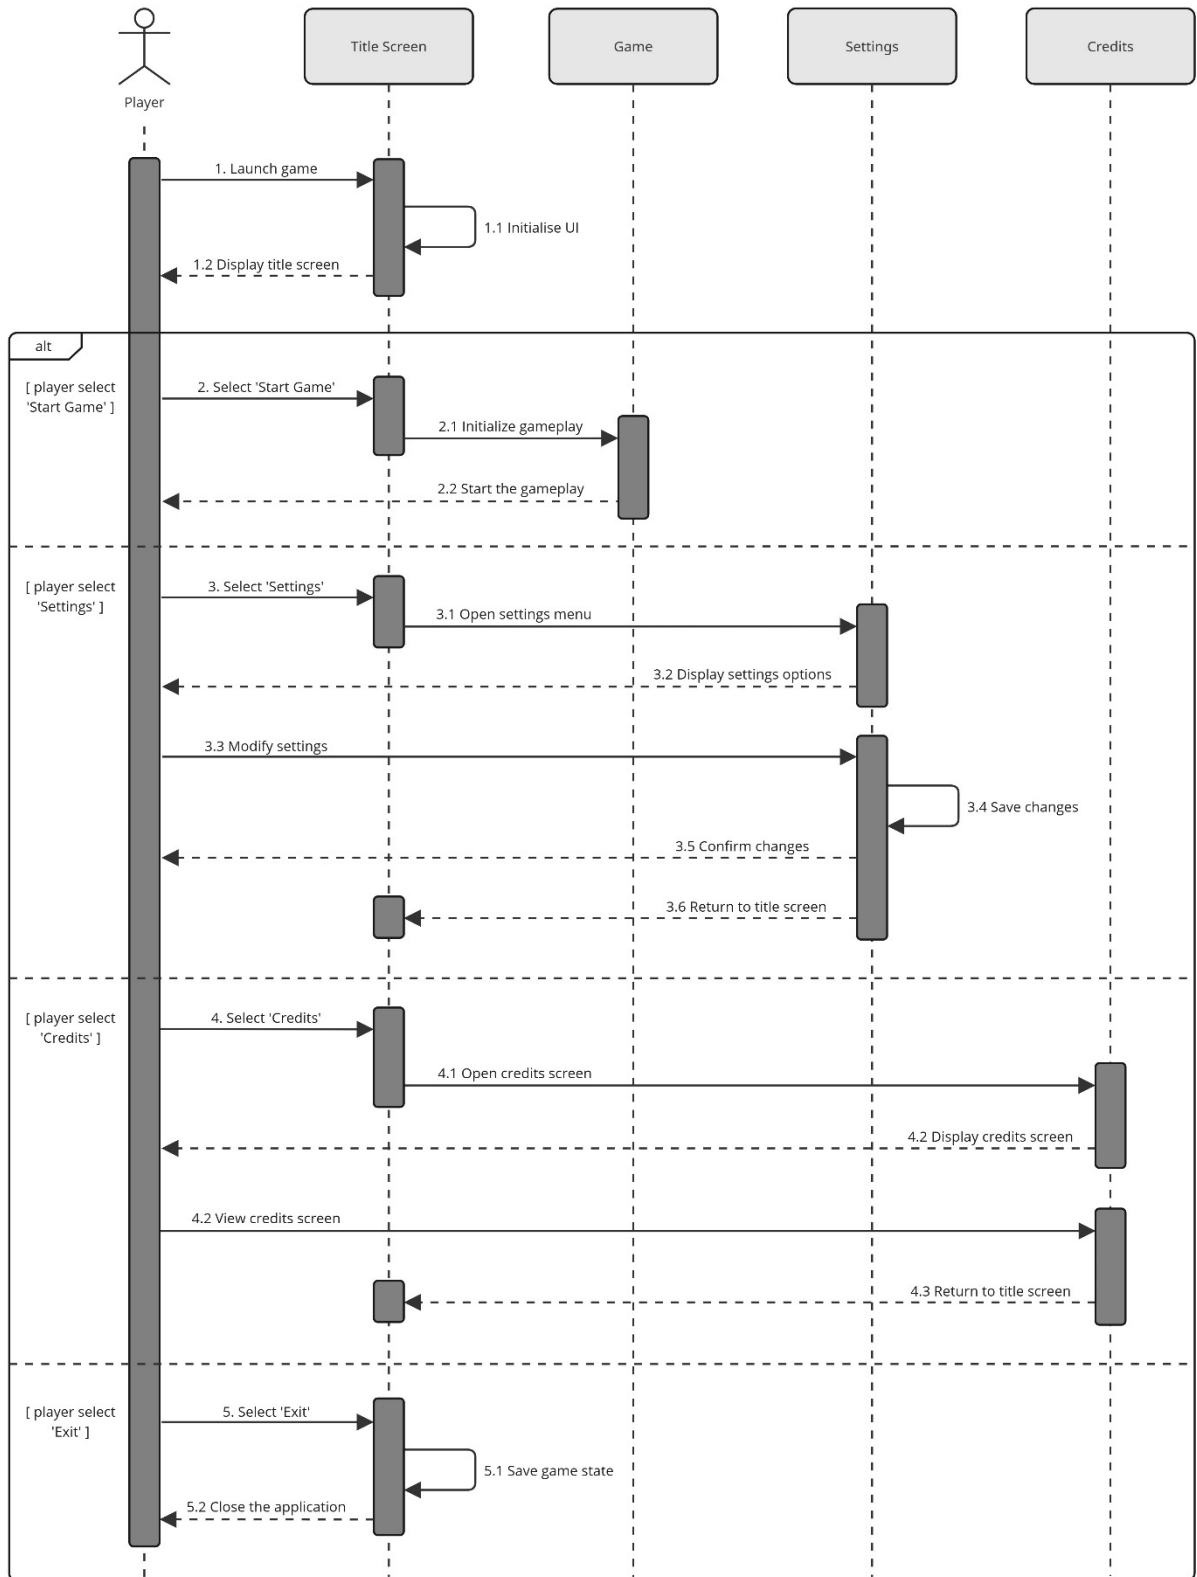 Player
Title Screen
Game
Settings
Credits
1. Launch game
1.1 Initialise UI
1.2 Display title screen
alt
[ player select
'Start Game' ]
2. Select 'Start Game'
2.1 Initialize gameplay
2.2 Start the gameplay
[ player select
'Settings' ]
3. Select 'Settings'
3.1 Open settings menu
3.2 Display settings options
3.3 Modify settings
3.4 Save changes
3.5 Confirm changes
3.6 Return to title screen
[ player select
'Credits' ]
4. Select 'Credits'
4.1 Open credits screen
4.2 Display credits screen
4.2 View credits screen
4.3 Return to title screen
[ player select
'Exit' ]
5. Select 'Exit'
5.1 Save game state
5.2 Close the application